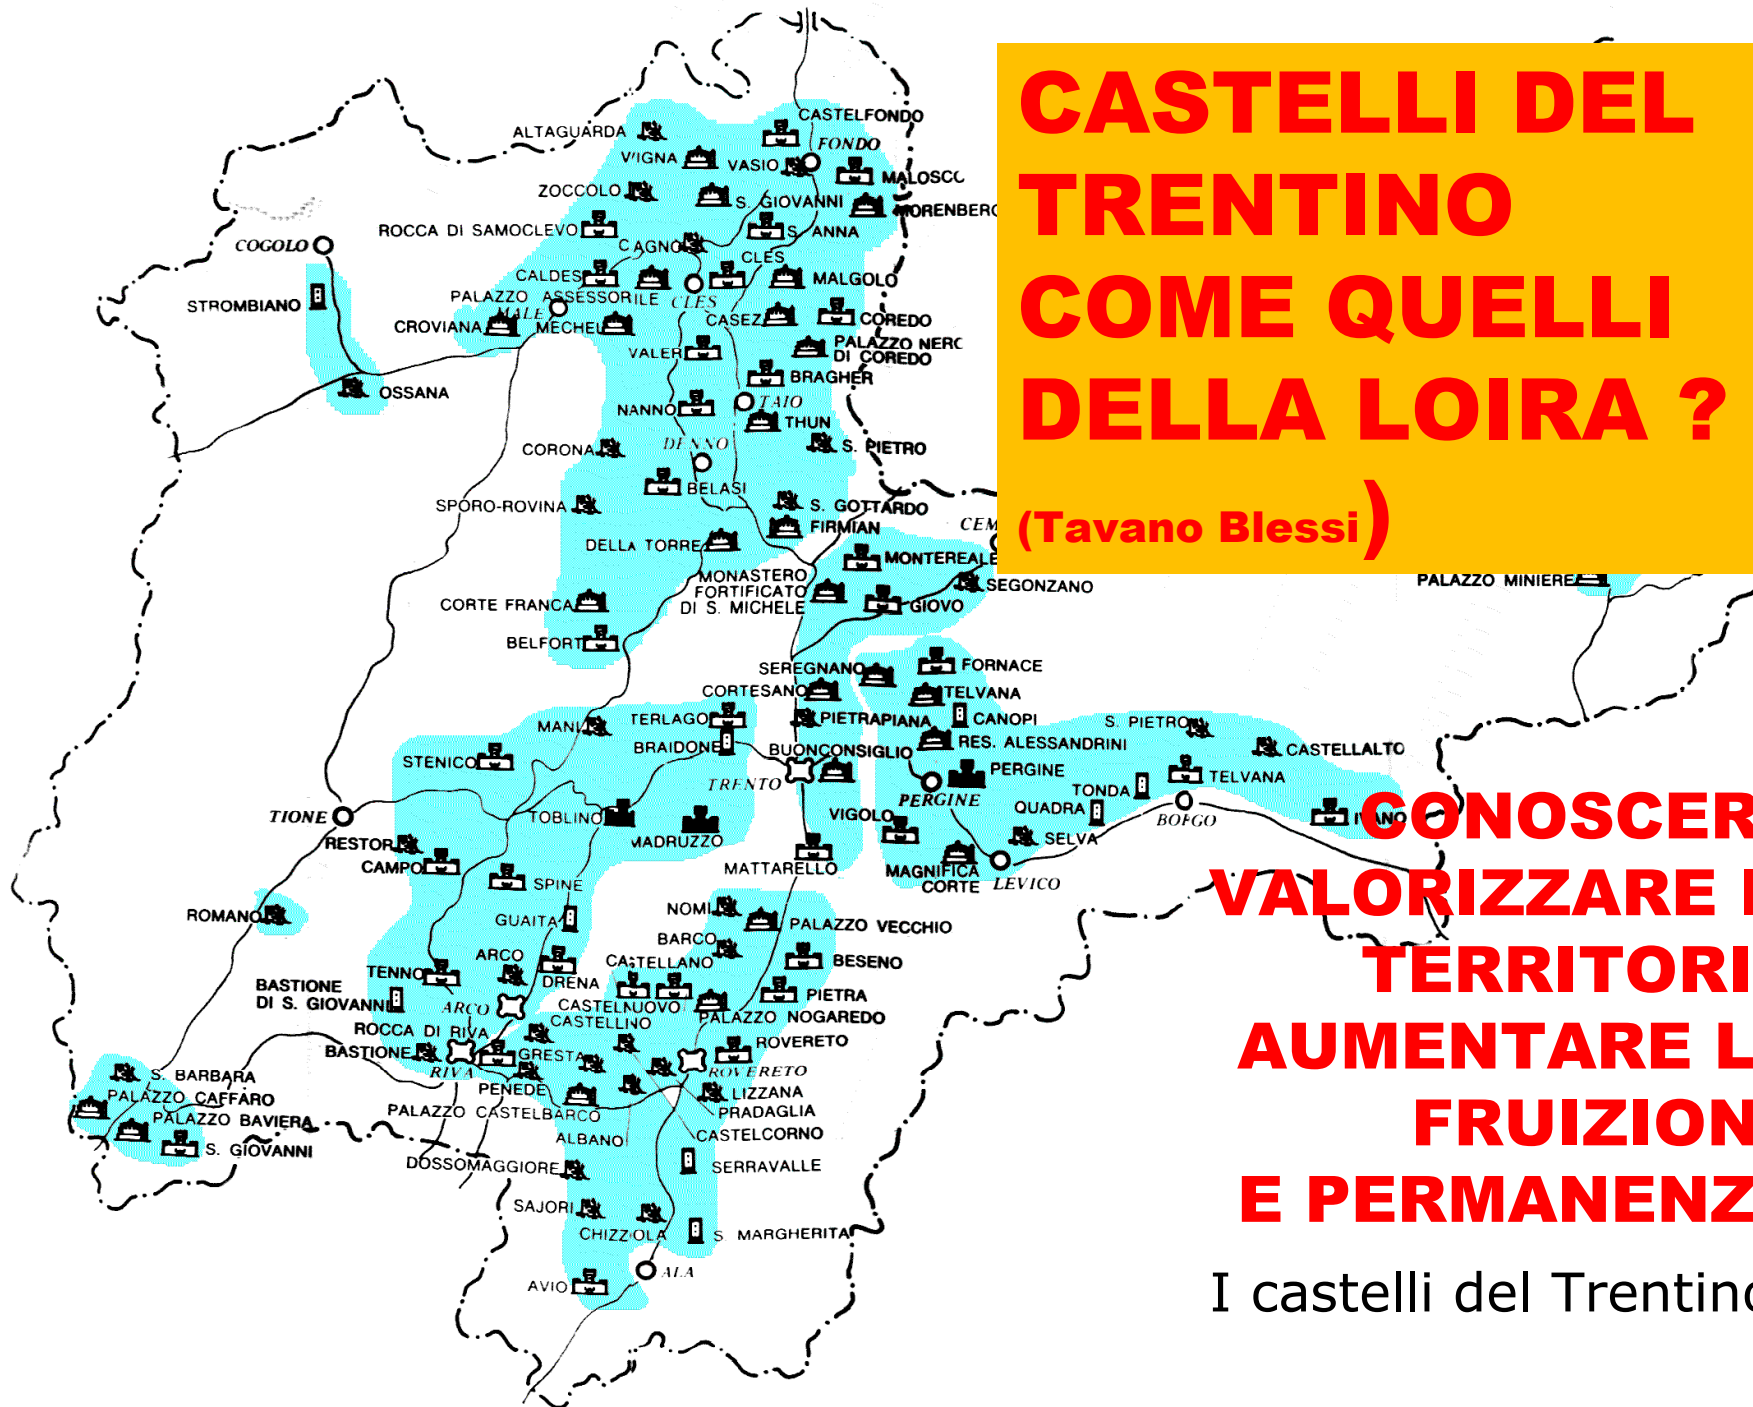 CASTELLI DEL
TRENTINO
COME QUELLI
DELLA LOIRA ?
(Tavano Blessi)
CASTELFONDO
ALTAGUARDA
FONDO
VIGNA
VASIO
MALOSCO
ZOCCOLO
S. GIOVANNI
MORENBERG
ROCCA DI SAMOCLEVO
S. ANNA
CAGNO
COGOLO
CLES
CALDES
MALGOLO
STROMBIANO
PALAZZO ASSESSORILE
CLES
MALE
CROVIANA
MECHEL
CASEZ
COREDO
VALER
PALAZZO NERO
DI COREDO
BRAGHER
OSSANA
NANNO
TAIO
THUN
CORONA
DENNO
S. PIETRO
BELASI
SPORO-ROVINA
S. GOTTARDO
CEM
FIRMIAN
DELLA TORRE
MONTEREALE
MONASTERO
FORTIFICATO
DI S. MICHELE
SEGONZANO
PALAZZO MINIERE
CORTE FRANCA
GIOVO
BELFORT
SEREGNANO
FORNACE
CORTESANO
TELVANA
MANI
TERLAGO
PIETRAPIANA
CANOPI
S. PIETRO
BRAIDONE
BUONCONSIGLIO
RES. ALESSANDRINI
CASTELLALTO
STENICO
TRENTO
PERGINE
TELVANA
PERGINE
TONDA
TIONE
TOBLINO
VIGOLO
QUADRA
BORGO
IVANO
RESTOR
MADRUZZO
SELVA
CAMPO
MATTARELLO
MAGNIFICA
CORTE
LEVICO
SPINE
ROMANO
GUAITA
NOMI
PALAZZO VECCHIO
BARCO
ARCO
CASTELLANO
BESENO
TENNO
DRENA
BASTIONE
DI S. GIOVANNI
ARCO
CASTELNUOVO
PIETRA
PALAZZO NOGAREDO
ROCCA DI RIVA
CASTELLINO
BASTIONE
GRESTA
ROVERETO
RIVA
ROVERETO
S. BARBARA
PENEDE
LIZZANA
PALAZZO CAFFARO
PALAZZO CASTELBARCO
PRADAGLIA
PALAZZO BAVIERA
ALBANO
CASTELCORNO
S. GIOVANNI
DOSSOMAGGIORE
SERRAVALLE
SAJORI
CHIZZOLA
S. MARGHERITA
AVIO
ALA
CONOSCER
VALORIZZARE
TERRITORI
AUMENTARE L
FRUIZION
E PERMANENZ
I castelli del Trentino